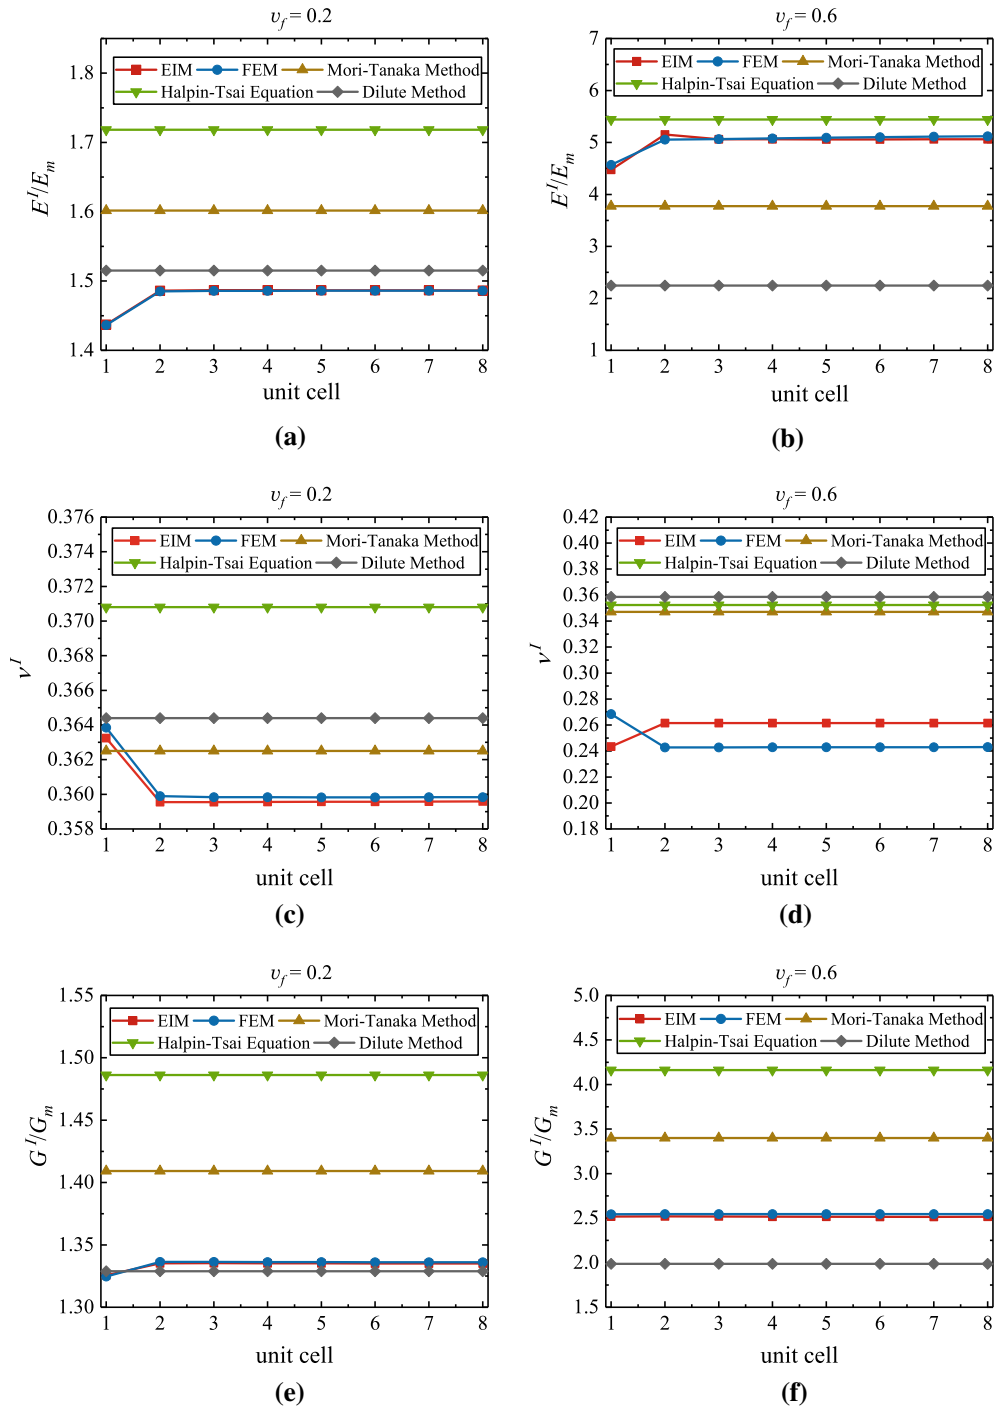 υf = 0.2
EIM FEM Mori-Tanaka Method
Halpin-Tsai Equation Dilute Method
1.8
1.7
1.6
1.5
1.4
E^I/E_m
1 2 3 4 5 6 7 8
unit cell
(a)
υf = 0.6
EIM FEM Mori-Tanaka Method
Halpin-Tsai Equation Dilute Method
7
6
5
4
3
2
1
E^I/E_m
1 2 3 4 5 6 7 8
unit cell
(b)
υf = 0.2
EIM FEM Mori-Tanaka Method
Halpin-Tsai Equation Dilute Method
0.376
0.374
0.372
0.370
0.368
0.366
0.364
0.362
0.360
0.358
ν^I
1 2 3 4 5 6 7 8
unit cell
(c)
υf = 0.6
EIM FEM Mori-Tanaka Method
Halpin-Tsai Equation Dilute Method
0.42
0.40
0.38
0.36
0.34
0.32
0.30
0.28
0.26
0.24
0.22
0.20
0.18
ν^I
1 2 3 4 5 6 7 8
unit cell
(d)
υf = 0.2
EIM FEM Mori-Tanaka Method
Halpin-Tsai Equation Dilute Method
1.55
1.50
1.45
1.40
1.35
1.30
G^I/G_m
1 2 3 4 5 6 7 8
unit cell
(e)
υf = 0.6
EIM FEM Mori-Tanaka Method
Halpin-Tsai Equation Dilute Method
5.0
4.5
4.0
3.5
3.0
2.5
2.0
1.5
G^I/G_m
1 2 3 4 5 6 7 8
unit cell
(f)